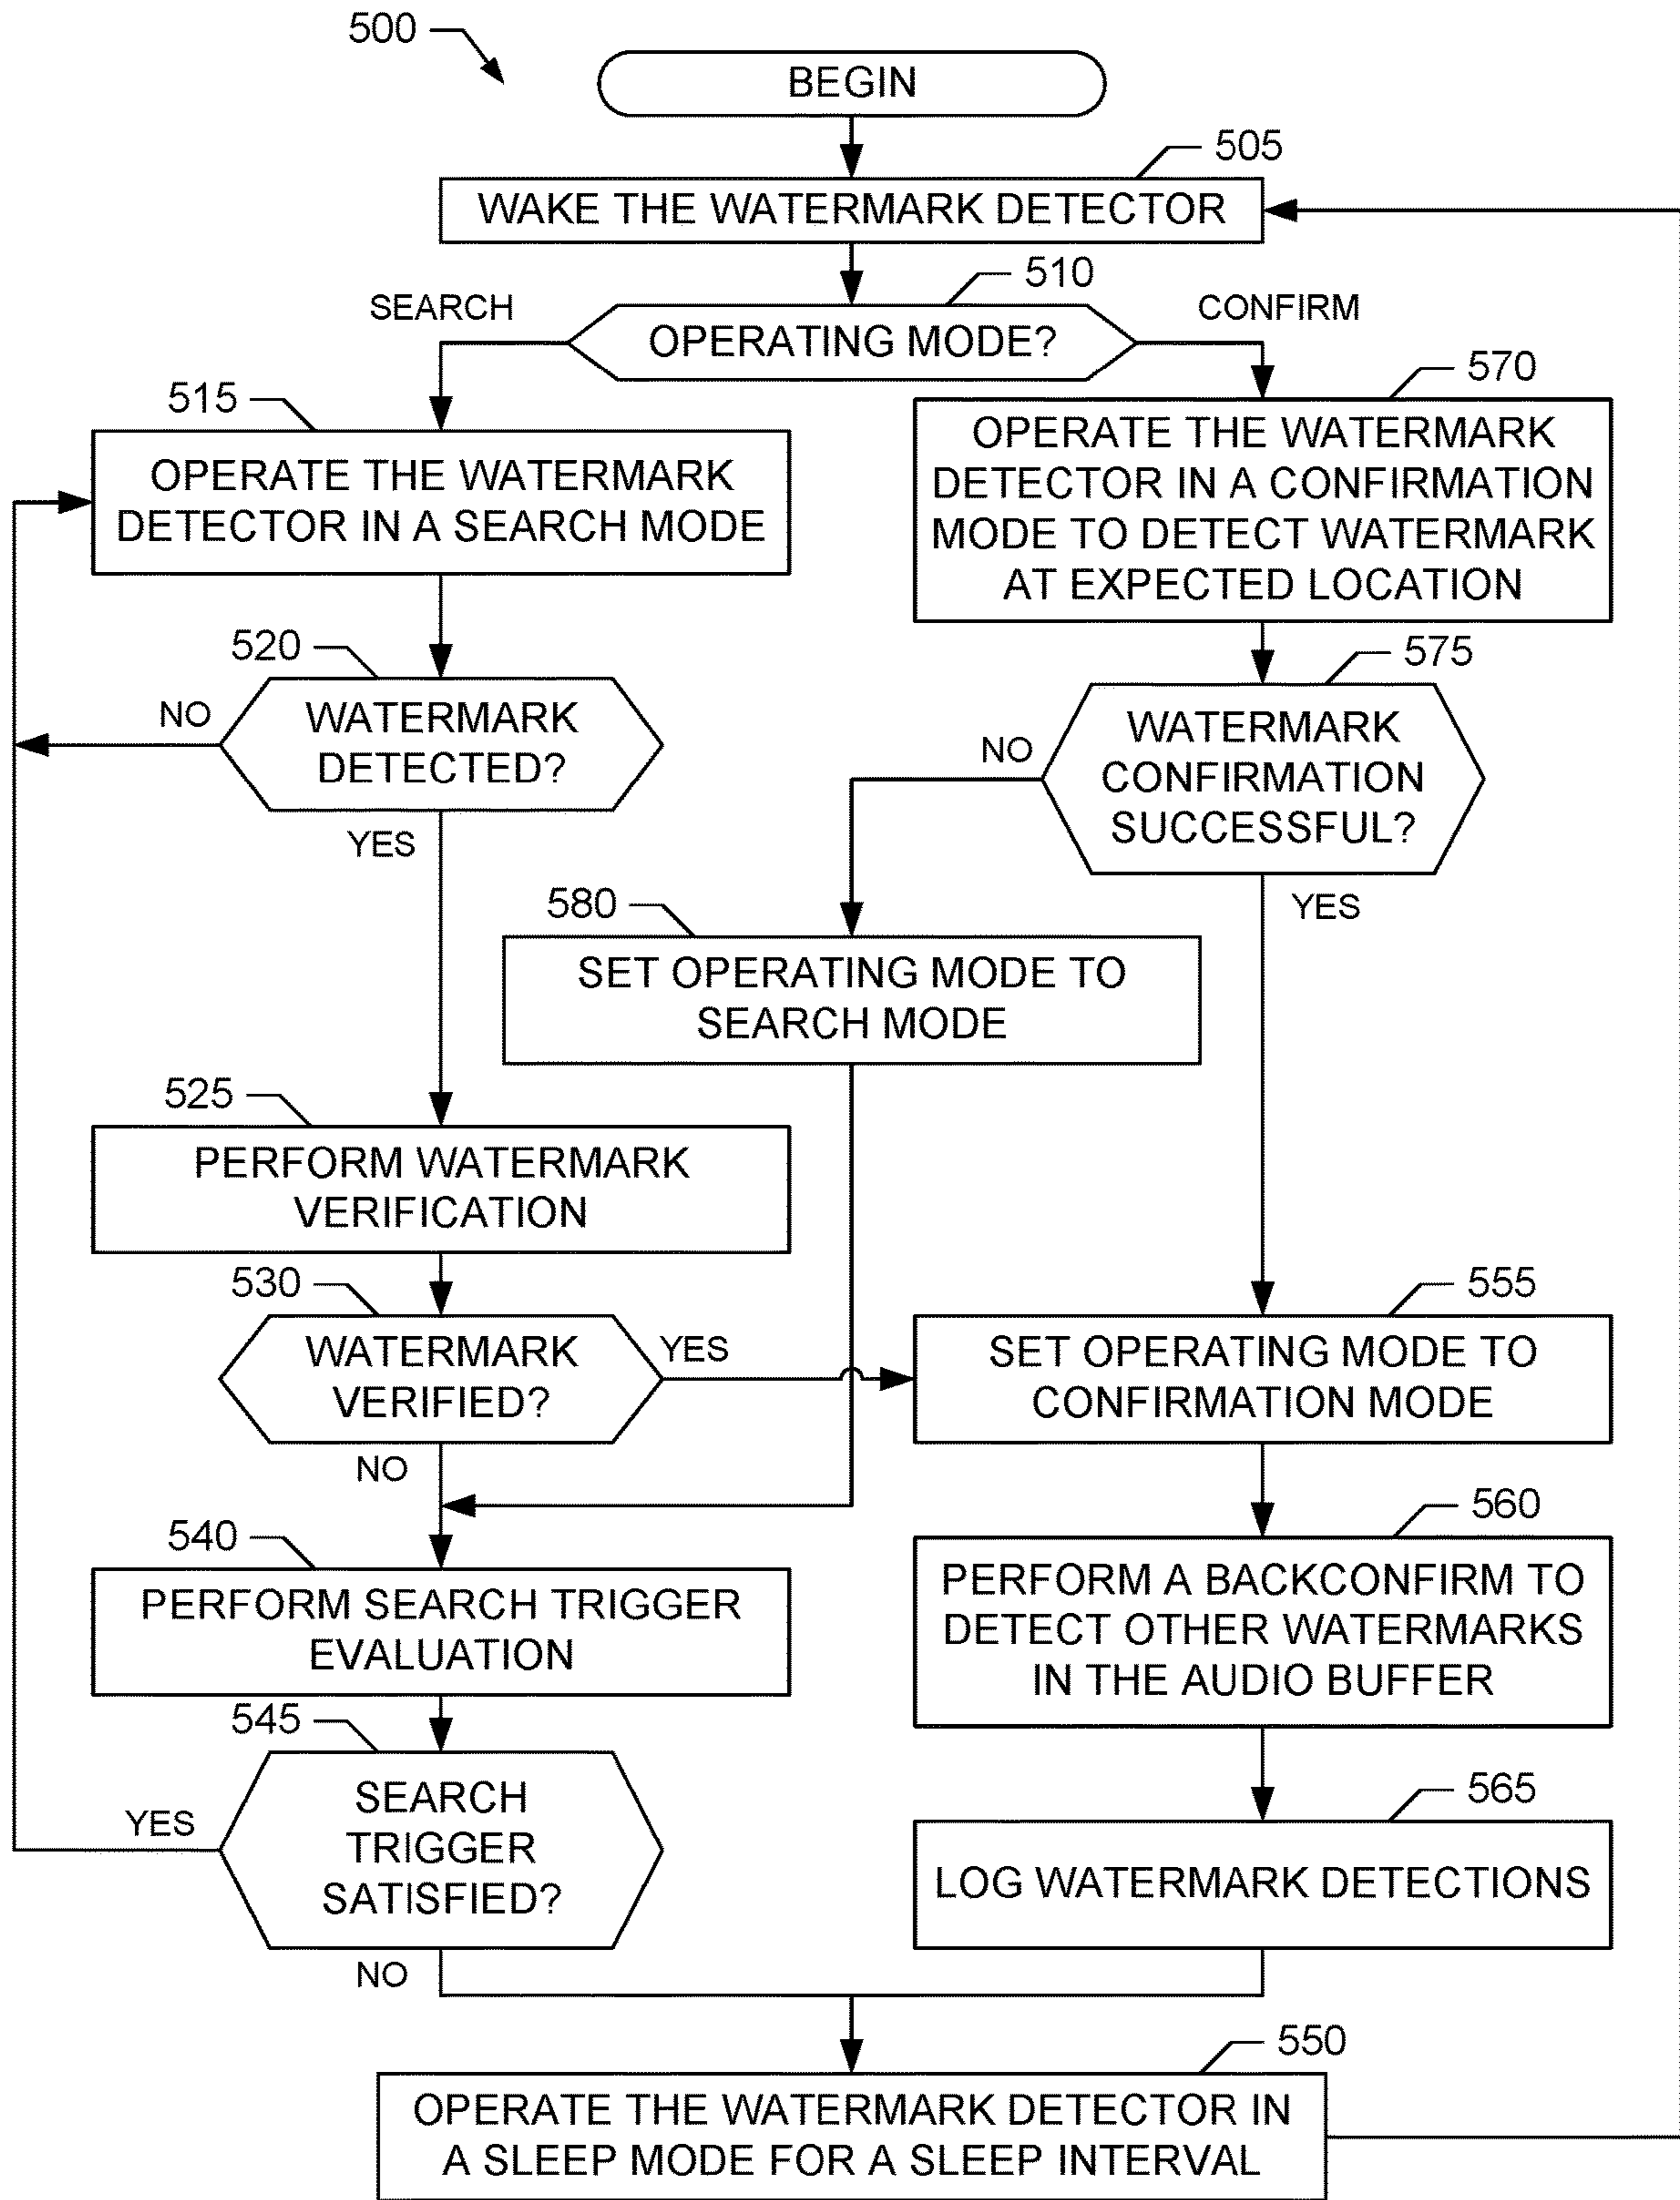 500
BEGIN
505
WAKE THE WATERMARK DETECTOR
510
SEARCH
OPERATING MODE?
CONFIRM
515
OPERATE THE WATERMARK
DETECTOR IN A SEARCH MODE
570
OPERATE THE WATERMARK
DETECTOR IN A CONFIRMATION
MODE TO DETECT WATERMARK
AT EXPECTED LOCATION
520
NO
WATERMARK
DETECTED?
YES
575
NO
WATERMARK
CONFIRMATION
SUCCESSFUL?
YES
580
SET OPERATING MODE TO
SEARCH MODE
525
PERFORM WATERMARK
VERIFICATION
530
WATERMARK
VERIFIED?
YES
NO
555
SET OPERATING MODE TO
CONFIRMATION MODE
540
PERFORM SEARCH TRIGGER
EVALUATION
560
PERFORM A BACKCONFIRM TO
DETECT OTHER WATERMARKS
IN THE AUDIO BUFFER
545
YES
SEARCH
TRIGGER
SATISFIED?
NO
565
LOG WATERMARK DETECTIONS
550
OPERATE THE WATERMARK DETECTOR IN
A SLEEP MODE FOR A SLEEP INTERVAL